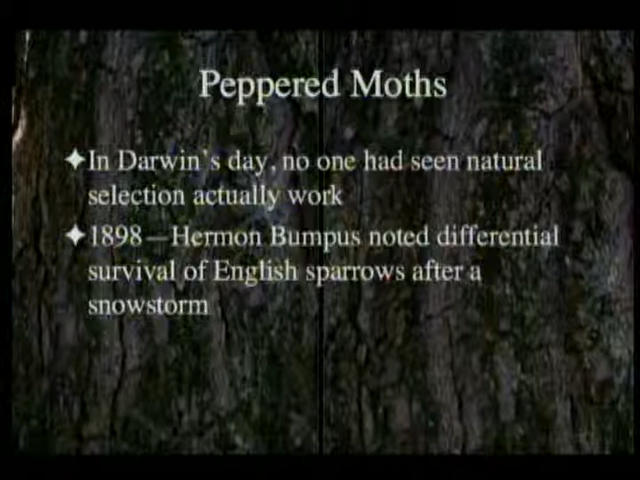 Peppered Moths
✦In Darwin's day, no one had seen natural
selection actually work
✦1898—Hermon Bumpus noted differential
survival of English sparrows after a
snowstorm